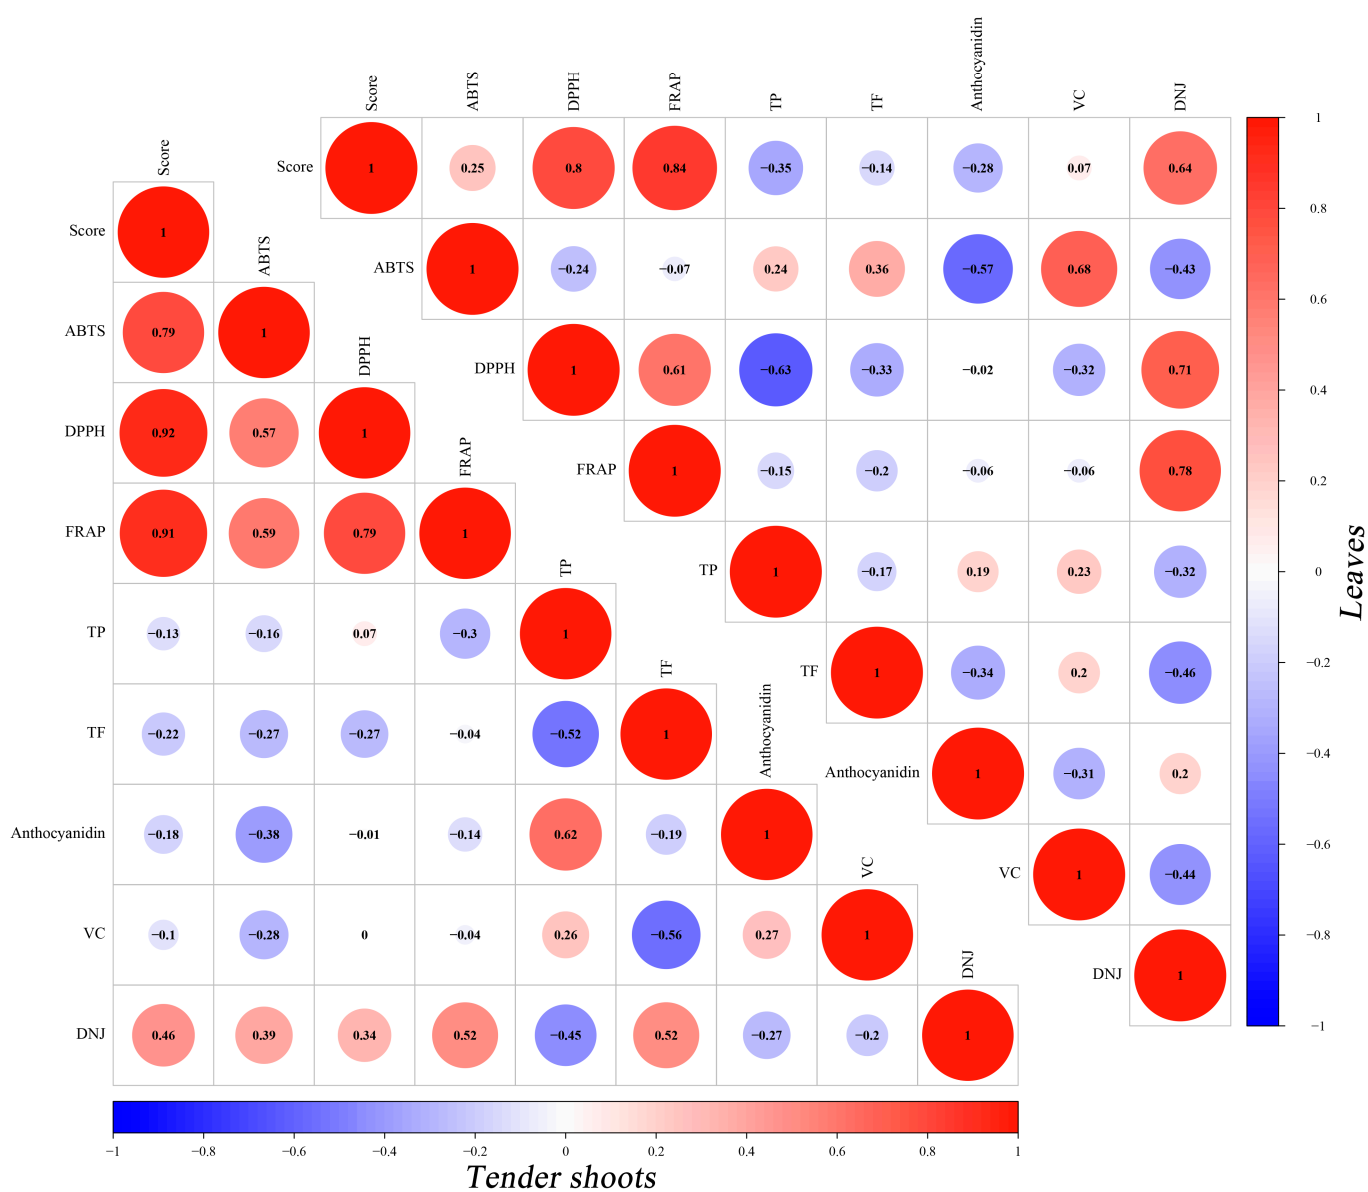 Score ABTS DPPH FRAP TP TF Anthocyanidin VC DNJ
Score 1 0.25 0.8 0.84 −0.35 −0.14 −0.28 0.07 0.64
ABTS 1 −0.24 −0.07 0.24 0.36 −0.57 0.68 −0.43
DPPH 1 0.61 −0.63 −0.33 −0.02 −0.32 0.71
FRAP 1 −0.15 −0.2 −0.06 −0.06 0.78
TP 1 −0.17 0.19 0.23 −0.32
TF 1 −0.34 0.2 −0.46
Anthocyanidin 1 −0.31 0.2
VC 1 −0.44
DNJ 1
1
0.8
0.6
0.4
0.2
0
−0.2
−0.4
−0.6
−0.8
−1
Leaves
Score ABTS DPPH FRAP TP TF Anthocyanidin VC DNJ
Score 1
ABTS 0.79 1
DPPH 0.92 0.57 1
FRAP 0.91 0.59 0.79 1
TP −0.13 −0.16 0.07 −0.3 1
TF −0.22 −0.27 −0.27 −0.04 −0.52 1
Anthocyanidin −0.18 −0.38 −0.01 −0.14 0.62 −0.19 1
VC −0.1 −0.28 0 −0.04 0.26 −0.56 0.27 1
DNJ 0.46 0.39 0.34 0.52 −0.45 0.52 −0.27 −0.2 1
−1 −0.8 −0.6 −0.4 −0.2 0 0.2 0.4 0.6 0.8 1
Tender shoots